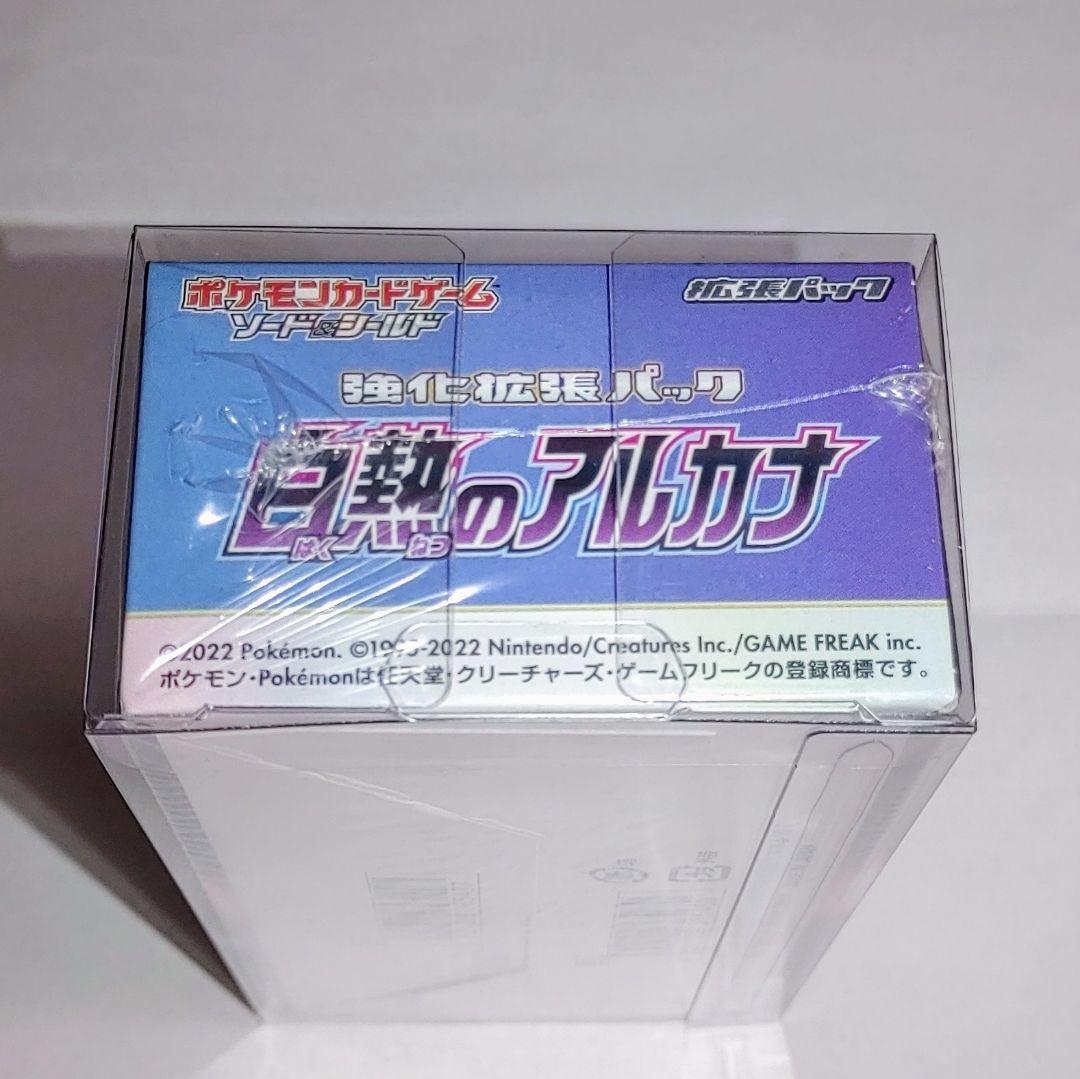 ポケモンカードゲーム
ソード&シールド
拡張パック
強化拡張パック
白熱のアルカナ
はく ねつ
©2022 Pokémon. ©1995-2022 Nintendo/Creatures Inc./GAME FREAK inc.
ポケモン・Pokémonは任天堂・クリーチャーズ・ゲームフリークの登録商標です。